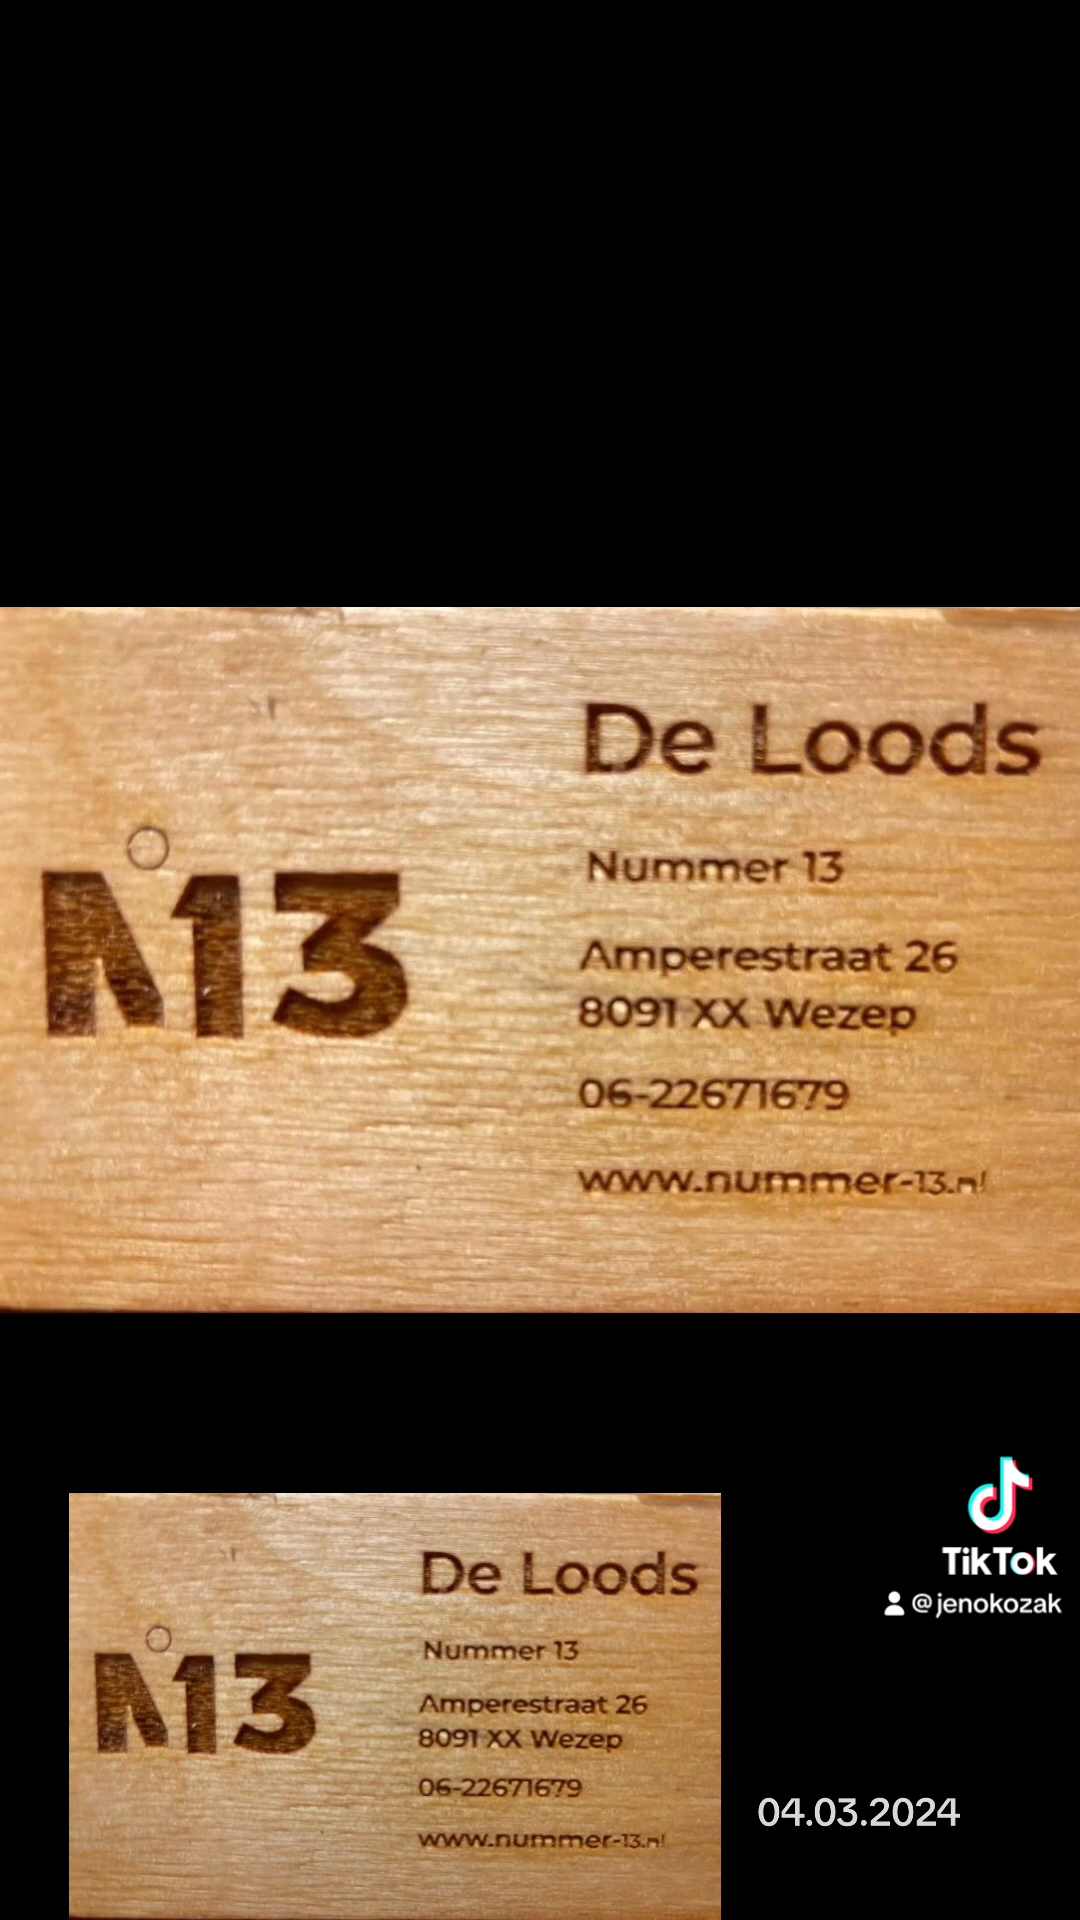 De Loods
N13
Nummer 13
Amperestraat 26
8091 XX Wezep
06-22671679
www.nummer-13.nl
TikTok
@jenokozak
De Loods
N13
Nummer 13
Amperestraat 26
8091 XX Wezep
06-22671679
www.nummer-13.nl
04.03.2024